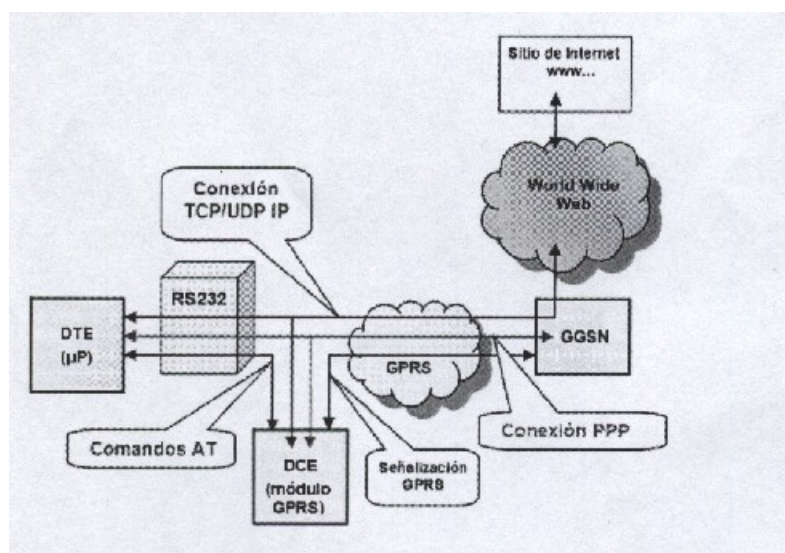 Sitio de Internet
www...
World Wide
Web
Conexión
TCP/UDP IP
RS232
DTE
(µP)
GPRS
GGSN
Comandos AT
DCE
(módulo
GPRS)
Señalización
GPRS
Conexión PPP